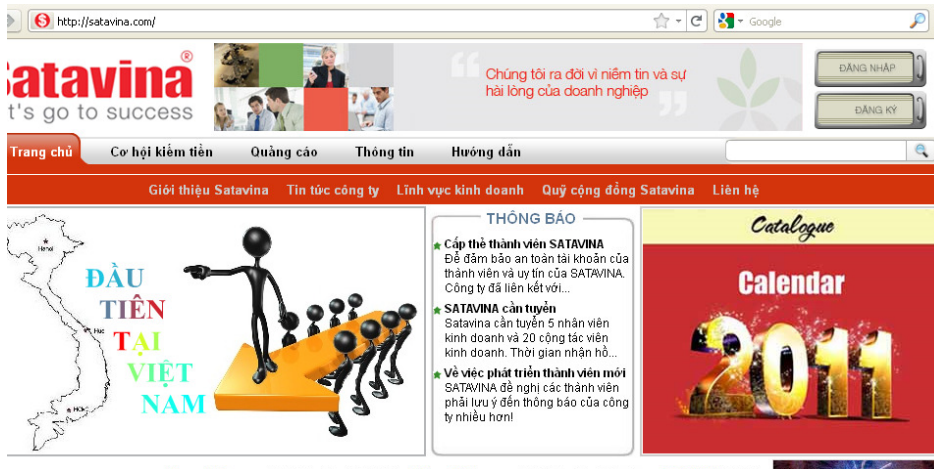 http://satavina.com/
Google
Satavina®
t's go to success
Chúng tôi ra đời vì niềm tin và sự
hài lòng của doanh nghiệp
ĐĂNG NHẬP
ĐĂNG KÝ
Trang chủ Cơ hội kiếm tiền Quảng cáo Thông tin Hướng dẫn
Giới thiệu Satavina Tin tức công ty Lĩnh vực kinh doanh Quỹ cộng đồng Satavina Liên hệ
Hanoi
Huc
HCM
ĐẦU
TIÊN
TẠI
VIỆT
NAM
THÔNG BÁO
Cấp thẻ thành viên SATAVINA
Để đảm bảo an toàn tài khoản của
thành viên và uy tín của SATAVINA.
Công ty đã liên kết với...
SATAVINA cần tuyển
Satavina cần tuyển 5 nhân viên
kinh doanh và 20 cộng tác viên
kinh doanh. Thời gian nhận hồ...
Về việc phát triển thành viên mới
SATAVINA đề nghị các thành viên
phải lưu ý đến thông báo của công
ty nhiều hơn!
Catalogue
Calendar
2011